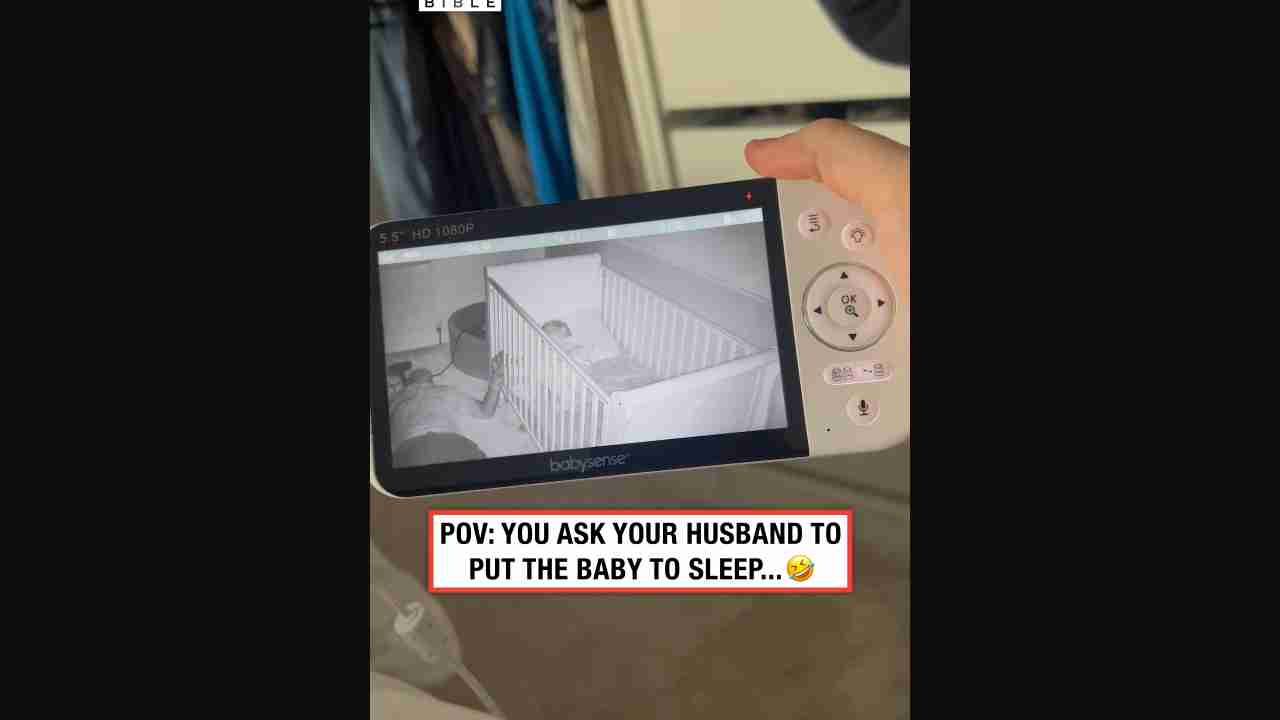 BIBLE
5.5" HD 1080P
OK
babysense
POV: YOU ASK YOUR HUSBAND TO
PUT THE BABY TO SLEEP...🤣